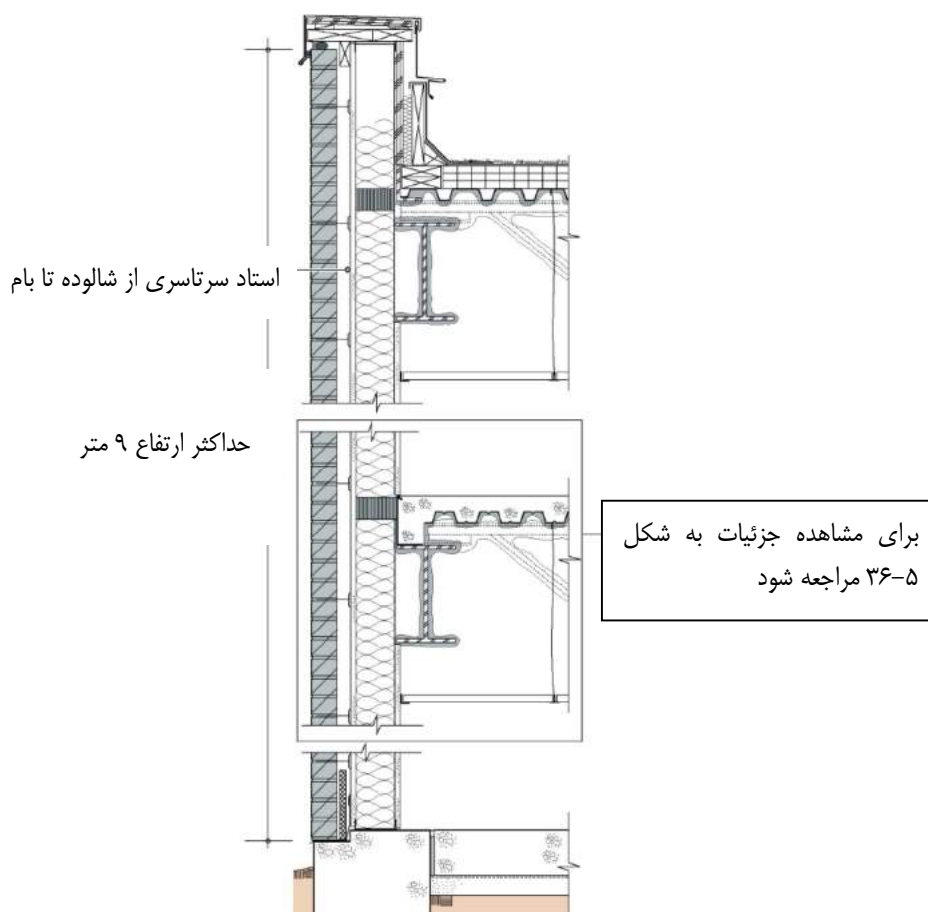 استاد سرتاسری از شالوده تا بام
حداکثر ارتفاع ۹ متر
برای مشاهده جزئیات به شکل
۵-۳۶ مراجعه شود